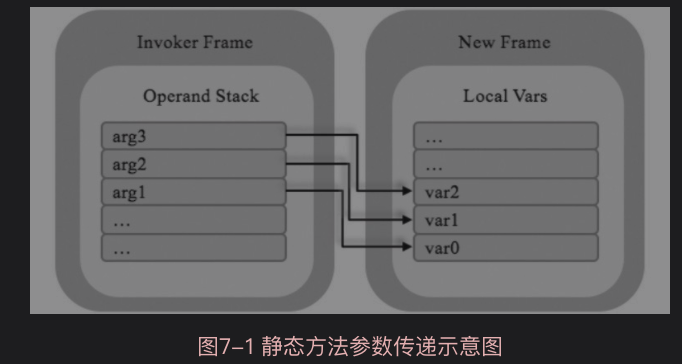 Invoker Frame
New Frame
Operand Stack
Local Vars
arg3
arg2
arg1
...
...
...
...
var2
var1
var0
图7-1 静态方法参数传递示意图